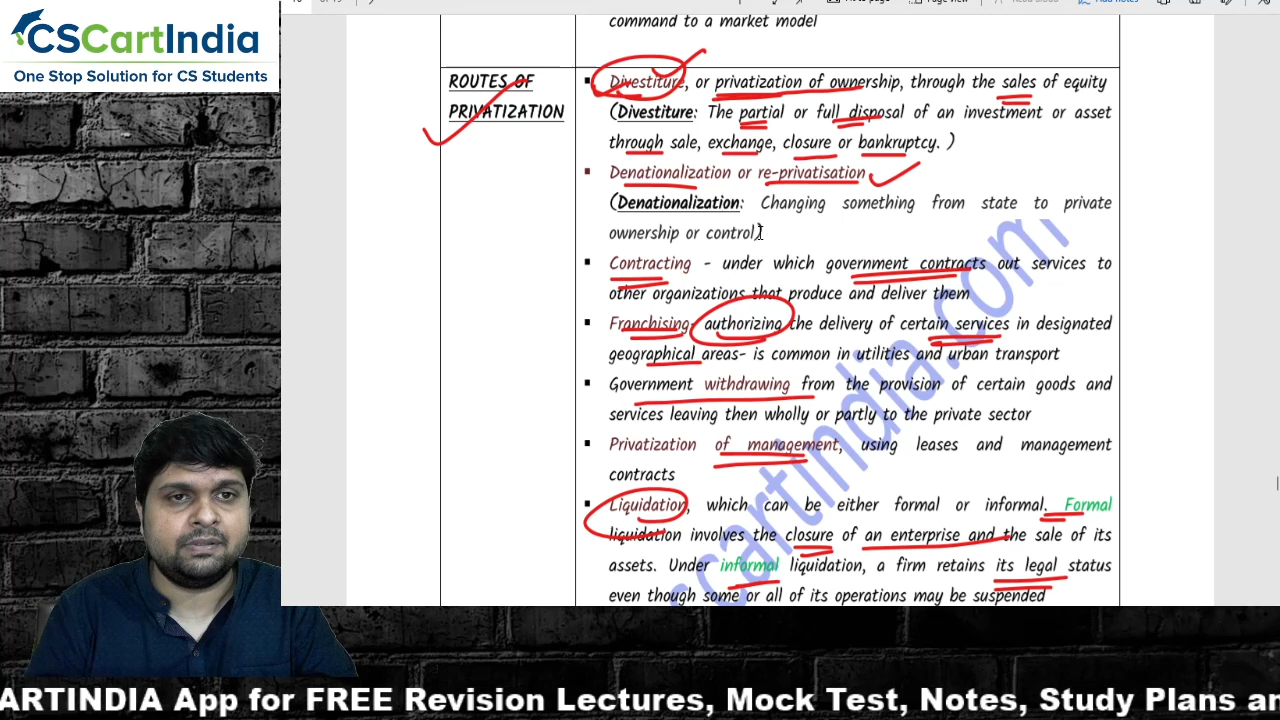 CSCartIndia
One Stop Solution for CS Students
command to a market model
ROUTES OF
PRIVATIZATION
▪ Divestiture, or privatization of ownership, through the sales of equity
(Divestiture: The partial or full disposal of an investment or asset
through sale, exchange, closure or bankruptcy. )
▪ Denationalization or re-privatisation
(Denationalization: Changing something from state to private
ownership or control)
▪ Contracting - under which government contracts out services to
other organizations that produce and deliver them
▪ Franchising- authorizing the delivery of certain services in designated
geographical areas- is common in utilities and urban transport
▪ Government withdrawing from the provision of certain goods and
services leaving then wholly or partly to the private sector
▪ Privatization of management, using leases and management
contracts
▪ Liquidation, which can be either formal or informal. Formal
liquidation involves the closure of an enterprise and the sale of its
assets. Under informal liquidation, a firm retains its legal status
even though some or all of its operations may be suspended
scartindia.com
ARTINDIA App for FREE Revision Lectures, Mock Test, Notes, Study Plans an